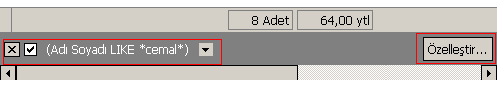 8 Adet 64,00 ytl
(Adı Soyadı LIKE *cemal*) Özelleştir...